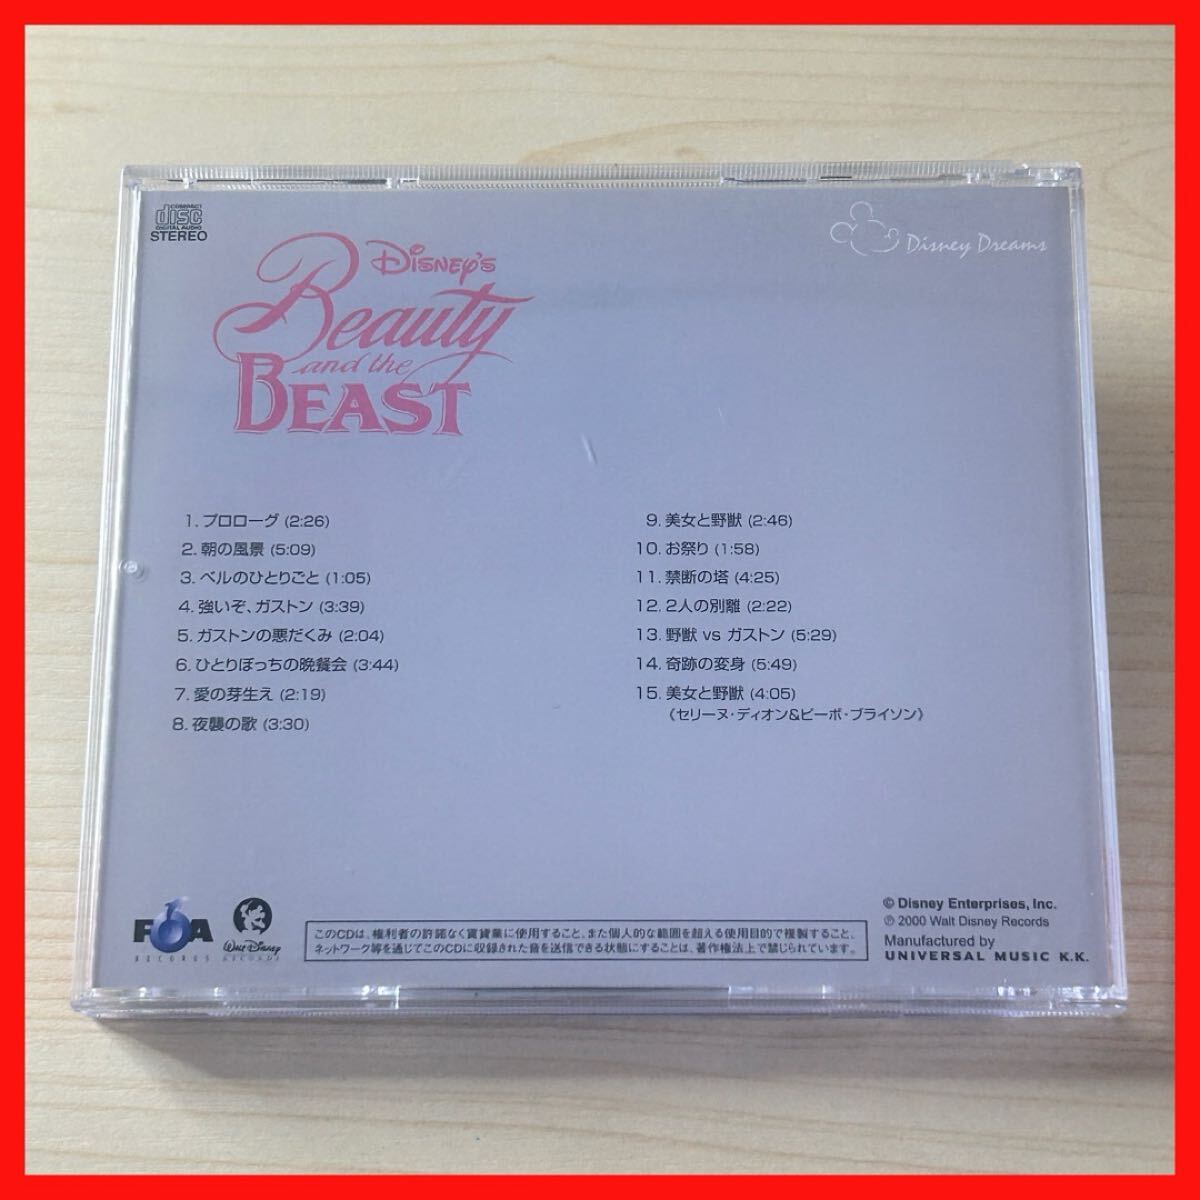 COMPACT
disc
DIGITAL AUDIO
STEREO
Disney Dreams
Disney's
Beauty
and the
BEAST
1. プロローグ (2:26)
2. 朝の風景 (5:09)
3. ベルのひとりごと (1:05)
4. 強いぞ、ガストン (3:39)
5. ガストンの悪だくみ (2:04)
6. ひとりぼっちの晩餐会 (3:44)
7. 愛の芽生え (2:19)
8. 夜襲の歌 (3:30)
9. 美女と野獣 (2:46)
10. お祭り (1:58)
11. 禁断の塔 (4:25)
12. 2人の別離 (2:22)
13. 野獣 vs ガストン (5:29)
14. 奇跡の変身 (5:49)
15. 美女と野獣 (4:05)
《セリーヌ・ディオン&ピーボ・ブライソン》
FOA
RECORDS
Walt Disney
RECORDS
このCDは、権利者の許諾なく賃貸業に使用すること、また個人的な範囲を超える使用目的で複製すること、
ネットワーク等を通じてこのCDに収録された音を送信できる状態にすることは、著作権法上で禁じられています。
© Disney Enterprises, Inc.
℗ 2000 Walt Disney Records
Manufactured by
UNIVERSAL MUSIC K.K.